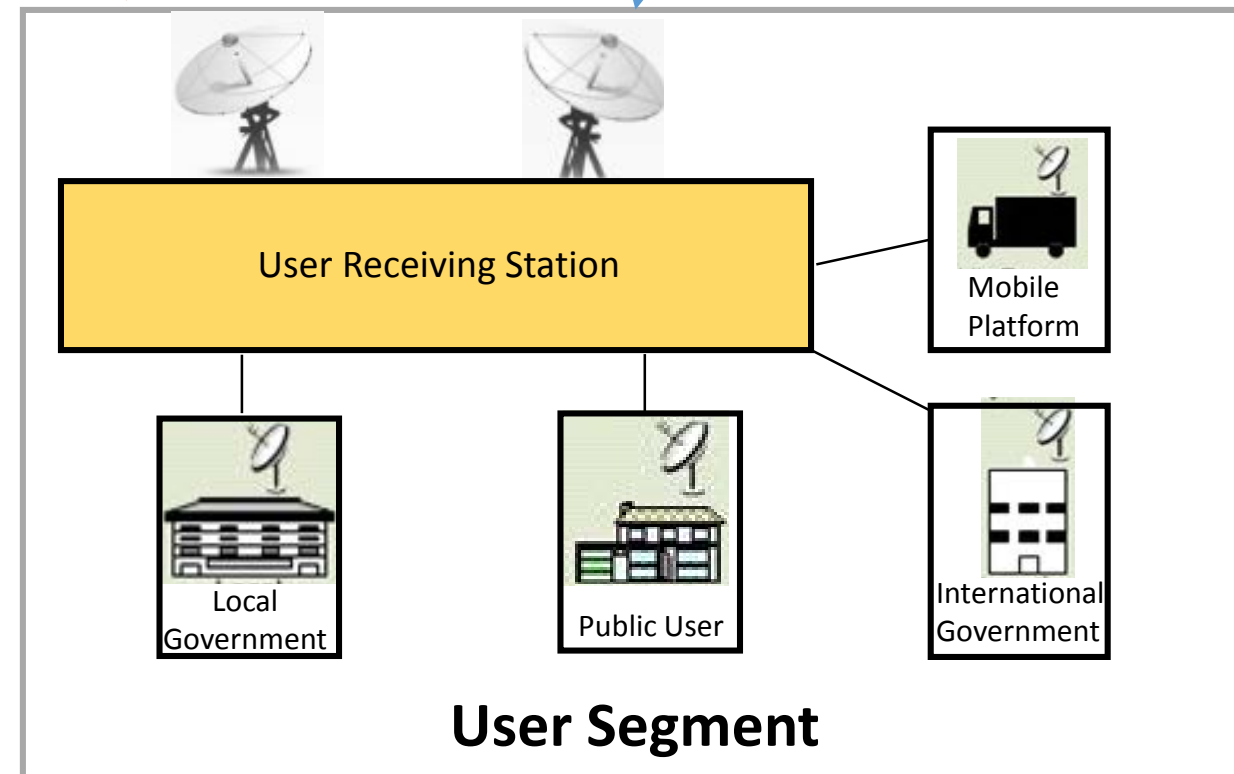 User Receiving Station
Mobile
Platform
Local
Government
Public User
International
Government
User Segment